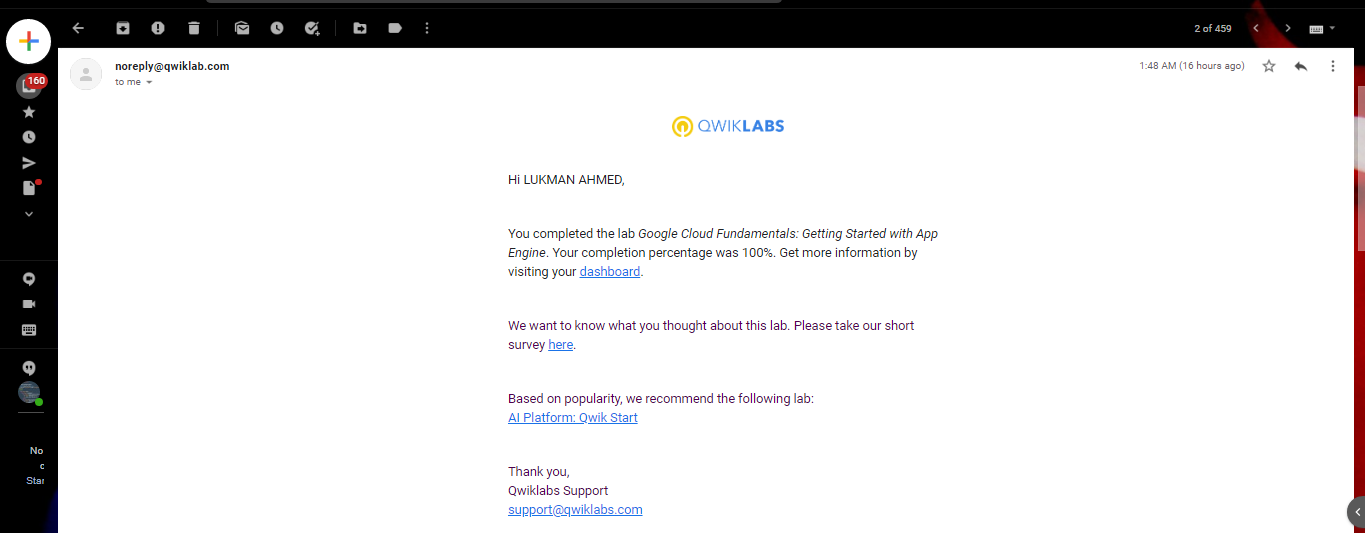 2 of 459
160
noreply@qwiklab.com
1:48 AM (16 hours ago)
to me
QWIKLABS
Hi LUKMAN AHMED,
You completed the lab Google Cloud Fundamentals: Getting Started with App
Engine. Your completion percentage was 100%. Get more information by
visiting your dashboard.
We want to know what you thought about this lab. Please take our short
survey here.
Based on popularity, we recommend the following lab:
AI Platform: Qwik Start
Thank you,
Qwiklabs Support
support@qwiklabs.com
No
c
Star